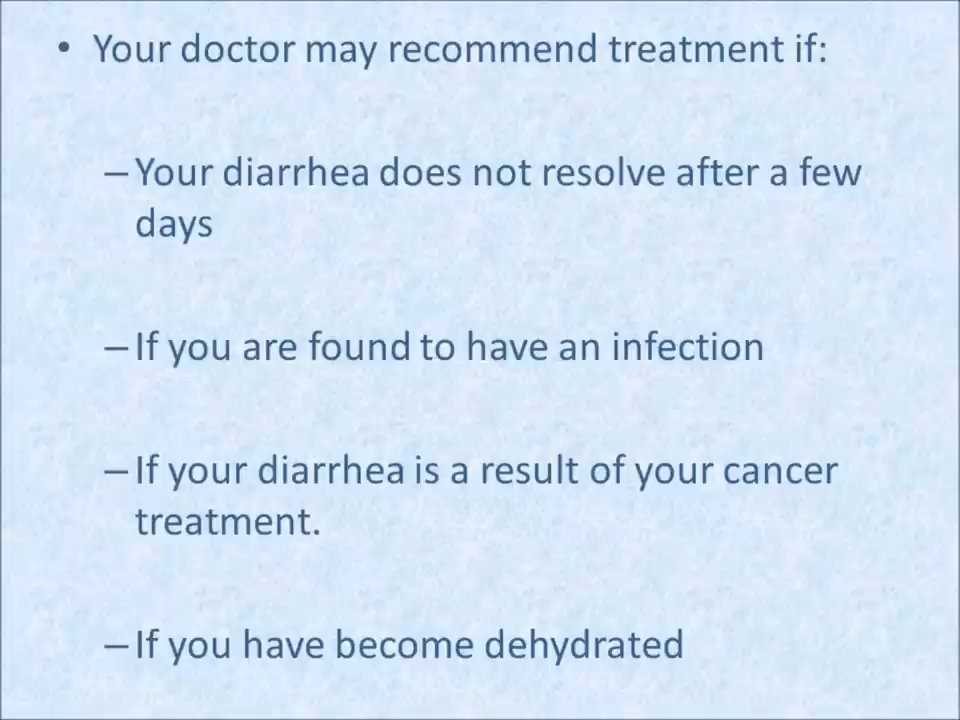 • Your doctor may recommend treatment if:
–Your diarrhea does not resolve after a few
days
–If you are found to have an infection
–If your diarrhea is a result of your cancer
treatment.
–If you have become dehydrated